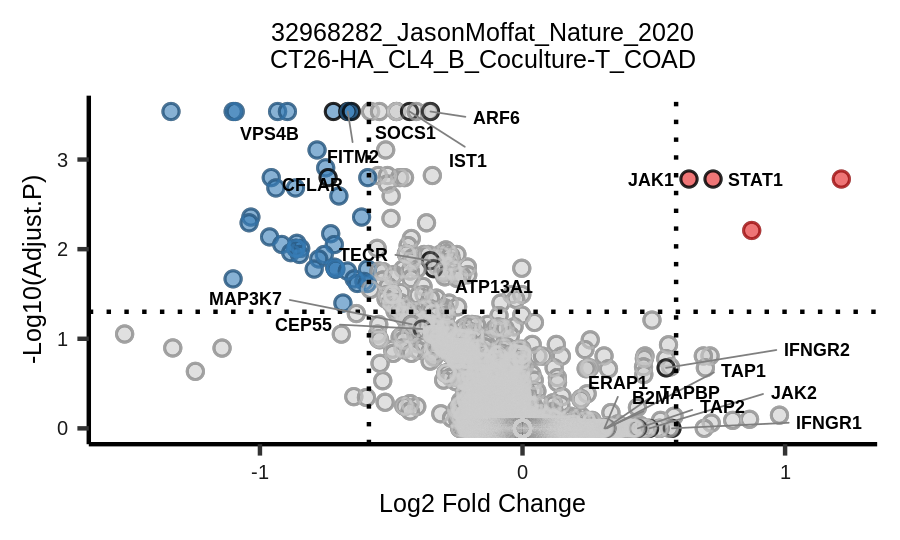 32968282_JasonMoffat_Nature_2020
CT26-HA_CL4_B_Coculture-T_COAD
-Log10(Adjust.P)
3
2
1
0
VPS4B
SOCS1
ARF6
FITM2
IST1
CFLAR
JAK1
STAT1
TECR
ATP13A1
MAP3K7
CEP55
IFNGR2
TAP1
ERAP1
B2M
TAPBP
JAK2
TAP2
IFNGR1
-1
0
1
Log2 Fold Change